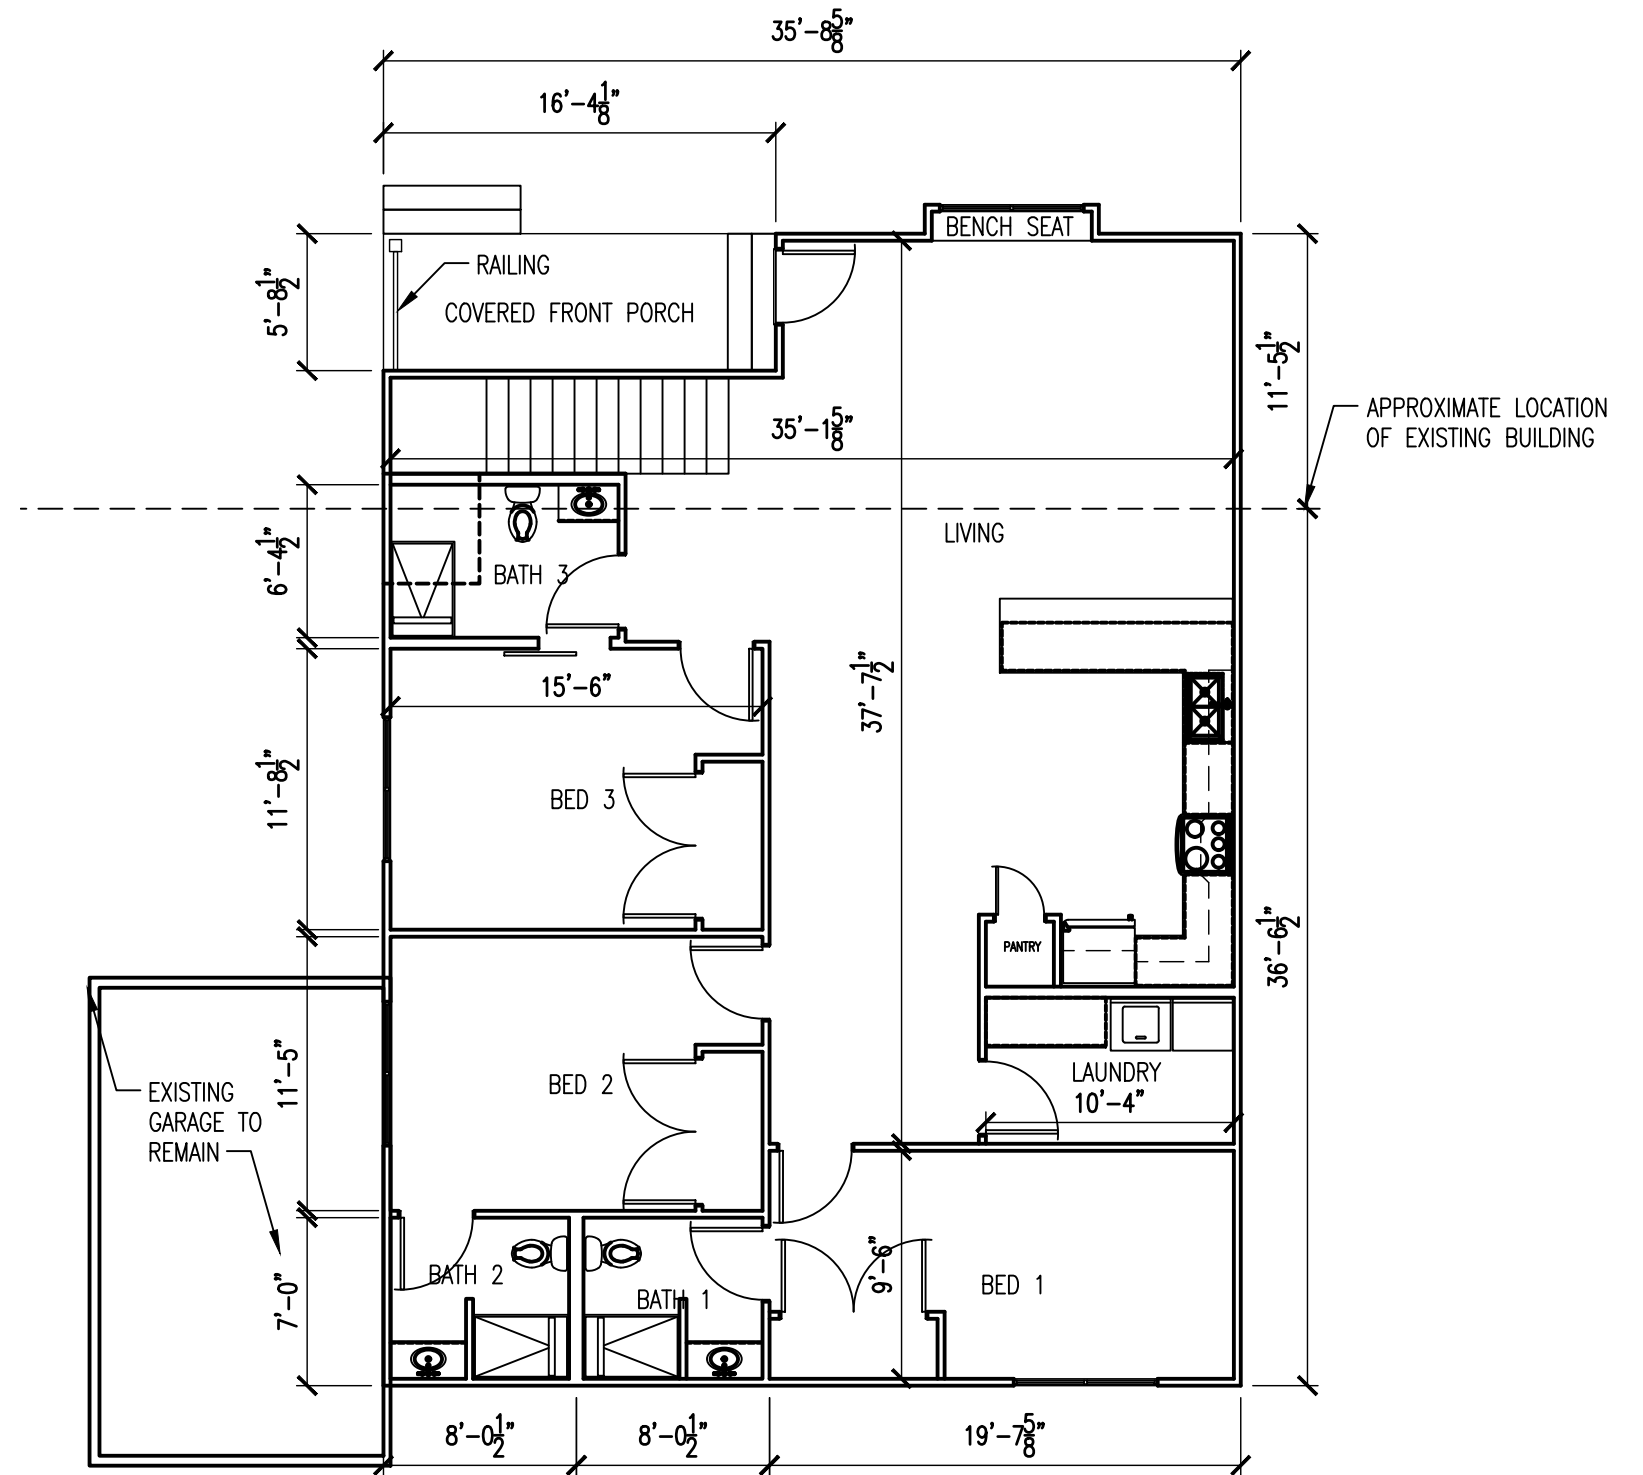 35'-8 5/8"
16'-4 1/8"
BENCH SEAT
RAILING
COVERED FRONT PORCH
5'-8 1/2"
11'-5 1/2"
35'-1 5/8"
APPROXIMATE LOCATION
OF EXISTING BUILDING
LIVING
6'-4 1/2"
BATH 3
15'-6"
37'-7 1/2"
11'-8 1/2"
BED 3
PANTRY
36'-6 1/2"
EXISTING
GARAGE TO
REMAIN
11'-5"
BED 2
LAUNDRY
10'-4"
7'-0"
BATH 2
BATH 1
9'-6"
BED 1
8'-0 1/2"
8'-0 1/2"
19'-7 5/8"